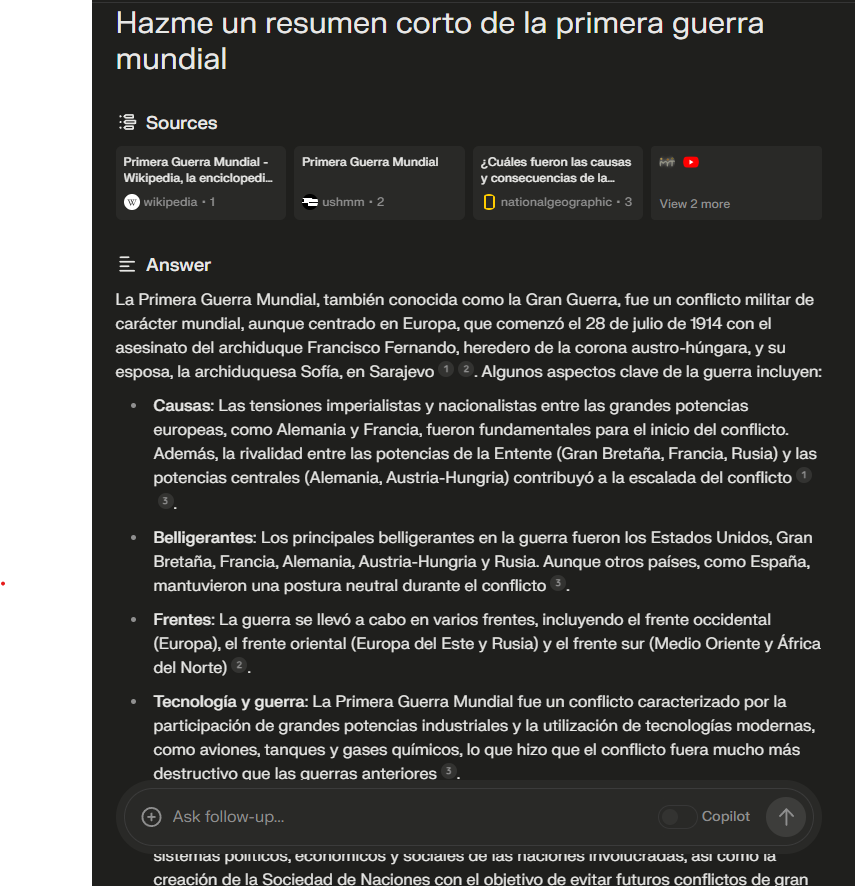 Hazme un resumen corto de la primera guerra
mundial
Sources
Primera Guerra Mundial -
Wikipedia, la enciclopedi...
wikipedia • 1
Primera Guerra Mundial
ushmm • 2
¿Cuáles fueron las causas
y consecuencias de la...
nationalgeographic • 3
View 2 more
Answer
La Primera Guerra Mundial, también conocida como la Gran Guerra, fue un conflicto militar de
carácter mundial, aunque centrado en Europa, que comenzó el 28 de julio de 1914 con el
asesinato del archiduque Francisco Fernando, heredero de la corona austro-húngara, y su
esposa, la archiduquesa Sofía, en Sarajevo 1 2. Algunos aspectos clave de la guerra incluyen:
• Causas: Las tensiones imperialistas y nacionalistas entre las grandes potencias
europeas, como Alemania y Francia, fueron fundamentales para el inicio del conflicto.
Además, la rivalidad entre las potencias de la Entente (Gran Bretaña, Francia, Rusia) y las
potencias centrales (Alemania, Austria-Hungria) contribuyó a la escalada del conflicto 1
3.
• Belligerantes: Los principales belligerantes en la guerra fueron los Estados Unidos, Gran
Bretaña, Francia, Alemania, Austria-Hungria y Rusia. Aunque otros países, como España,
mantuvieron una postura neutral durante el conflicto 3.
• Frentes: La guerra se llevó a cabo en varios frentes, incluyendo el frente occidental
(Europa), el frente oriental (Europa del Este y Rusia) y el frente sur (Medio Oriente y África
del Norte) 2.
• Tecnología y guerra: La Primera Guerra Mundial fue un conflicto caracterizado por la
participación de grandes potencias industriales y la utilización de tecnologías modernas,
como aviones, tanques y gases químicos, lo que hizo que el conflicto fuera mucho más
destructivo que las guerras anteriores 3.
Ask follow-up...
Copilot
sistemas políticos, económicos y sociales de las naciones involucradas, así como la
creación de la Sociedad de Naciones con el objetivo de evitar futuros conflictos de gran